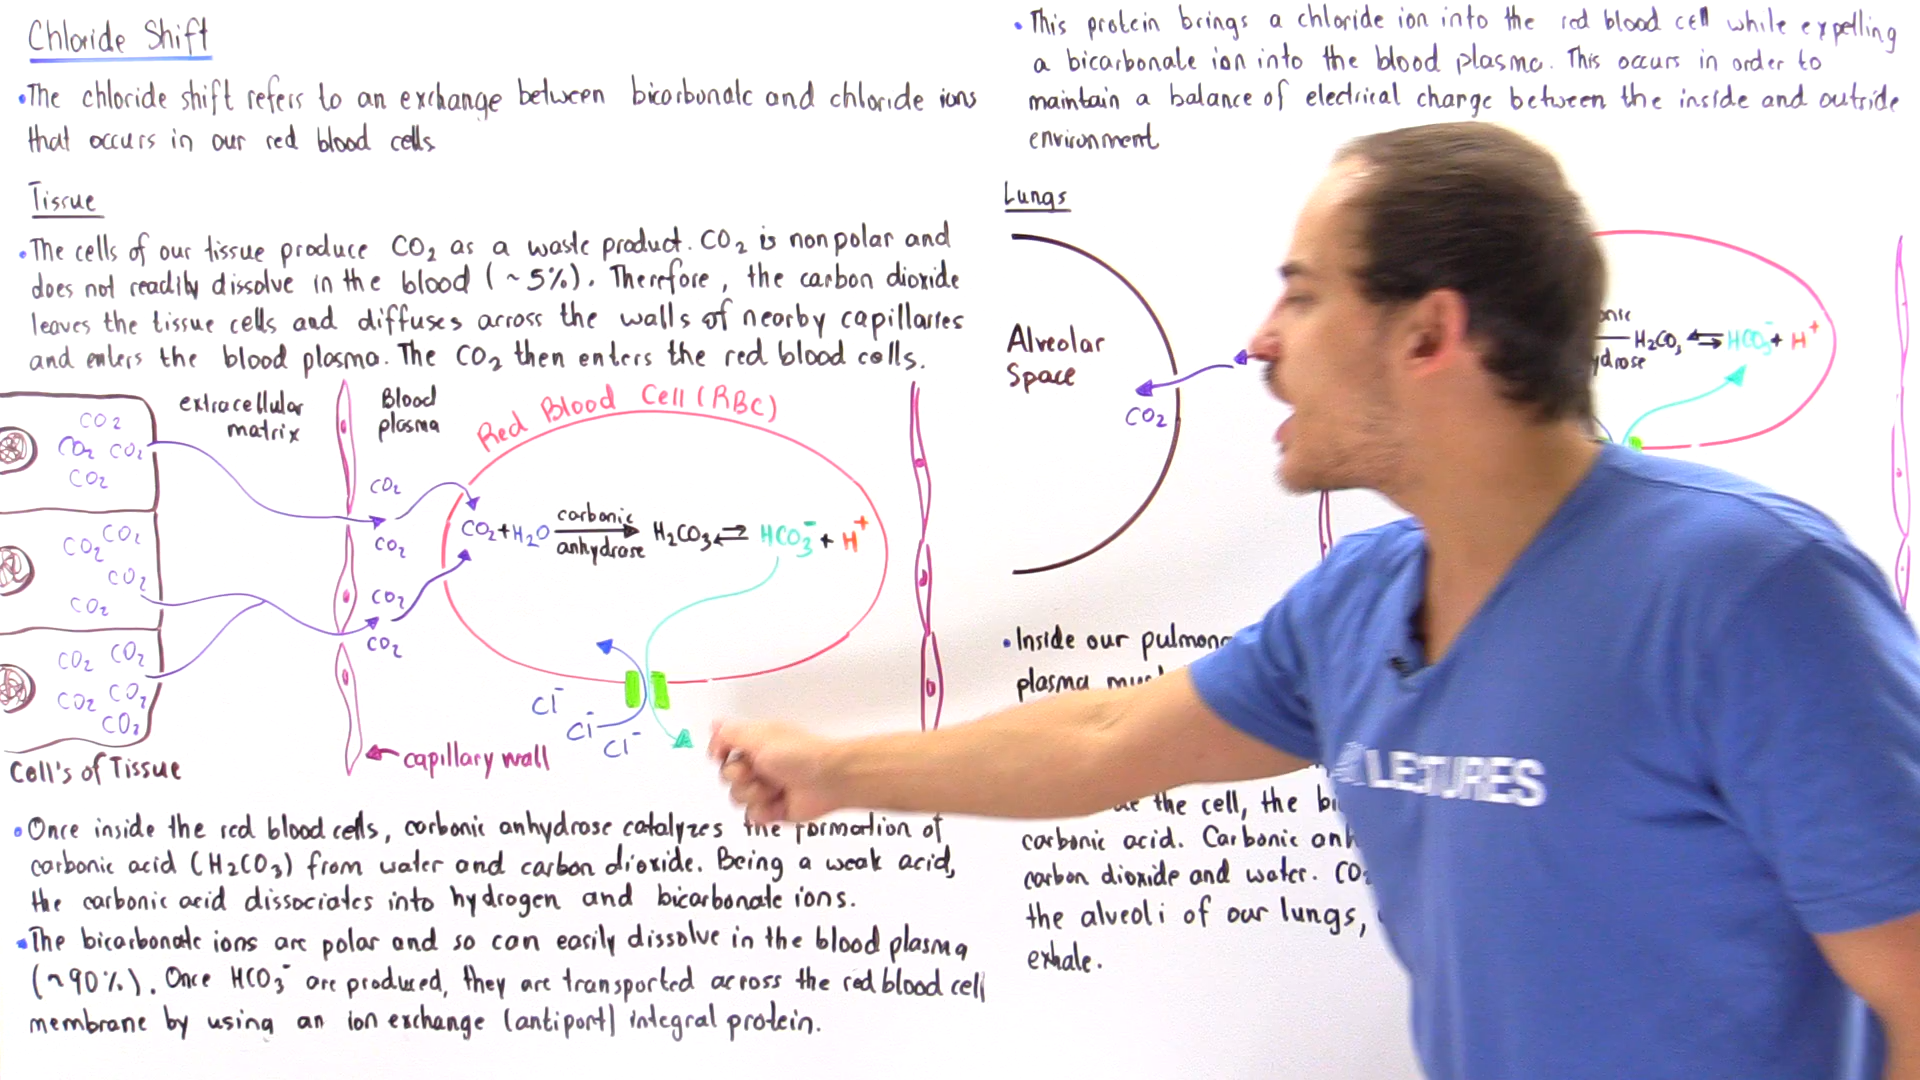 Chloride Shift
•The chloride shift refers to an exchange between bicarbonate and chloride ions
that occurs in our red blood cells
Tissue
•The cells of our tissue produce CO2 as a waste product. CO2 is nonpolar and
does not readily dissolve in the blood (~5%). Therefore, the carbon dioxide
leaves the tissue cells and diffuses across the walls of nearby capillaries
and enters the blood plasma. The CO2 then enters the red blood cells.
CO2
CO2 CO2
CO2
CO2
CO2
CO2
CO2
CO2 CO2
CO2 CO2
CO2
Cell's of Tissue
extracellular
matrix
Blood
plasma
CO2
CO2
CO2
CO2
capillary wall
Red Blood Cell (RBC)
CO2+H2O carbonic anhydrase H2CO3 ⇌ HCO3- + H+
Cl-
Cl-
Cl-
•Once inside the red blood cells, carbonic anhydrase catalyzes the formation of
carbonic acid (H2CO3) from water and carbon dioxide. Being a weak acid,
the carbonic acid dissociates into hydrogen and bicarbonate ions.
•The bicarbonate ions are polar and so can easily dissolve in the blood plasma
(~90%). Once HCO3- are produced, they are transported across the red blood cell
membrane by using an ion exchange (antiport) integral protein.
•This protein brings a chloride ion into the red blood cell while expelling
a bicarbonate ion into the blood plasma. This occurs in order to
maintain a balance of electrical charge between the inside and outside
environment
Lungs
Alveolar
Space
CO2
H2CO3 ⇌ HCO3- + H+
•Inside our
plasma
the cell, the
carbonic acid. Carbonic
carbon dioxide and water.
the alveoli of our lungs,
exhale.
LECTURES